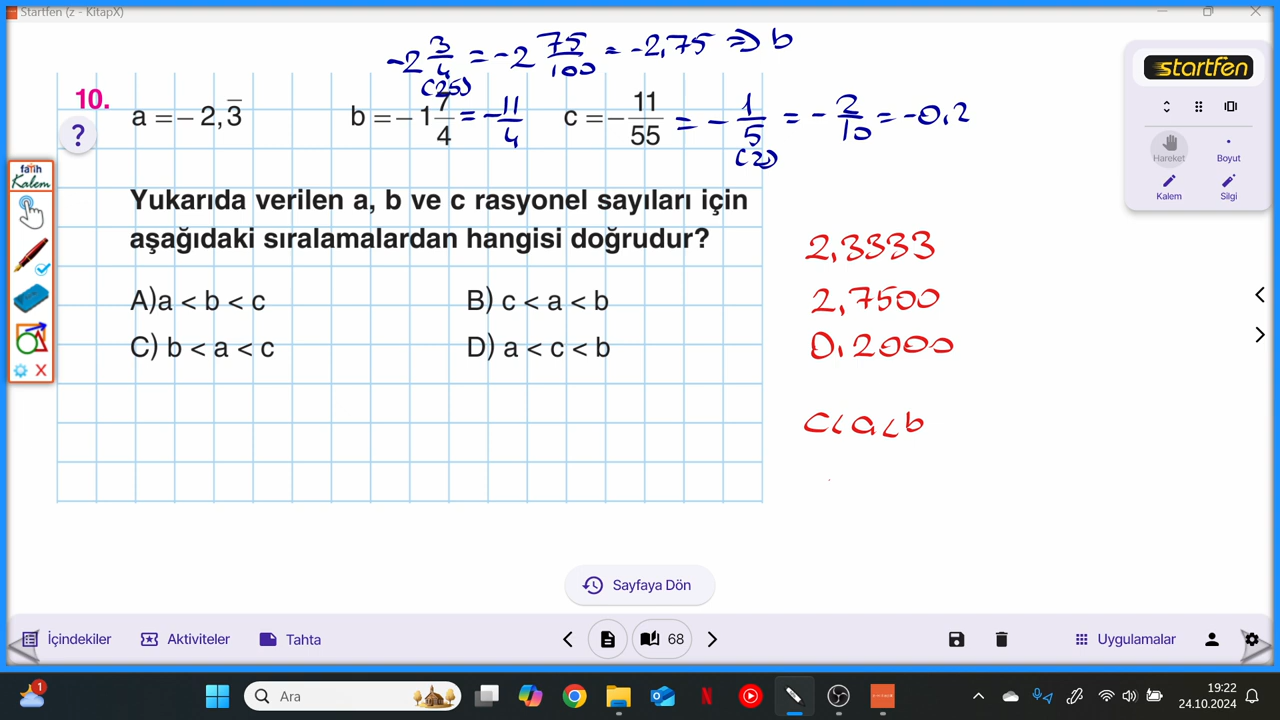 Startfen (z - KitapX)
-2 3/4 = -2 75/100 = -2,75 ⇒ b
(25)
10. a = - 2,3̅ b = - 1 7/4 = - 11/4 c = - 11/55 = - 1/5 = - 2/10 = -0,2
(2)
?
Yukarıda verilen a, b ve c rasyonel sayıları için
aşağıdaki sıralamalardan hangisi doğrudur?
A)a < b < c B) c < a < b
C) b < a < c D) a < c < b
2,3333
2,7500
0,2000
c < a < b
fatih
Kalem
X
startfen
Hareket Boyut
Kalem Silgi
Sayfaya Dön
İçindekiler Aktiviteler Tahta 68 Uygulamalar
1 Ara 19:22
24.10.2024